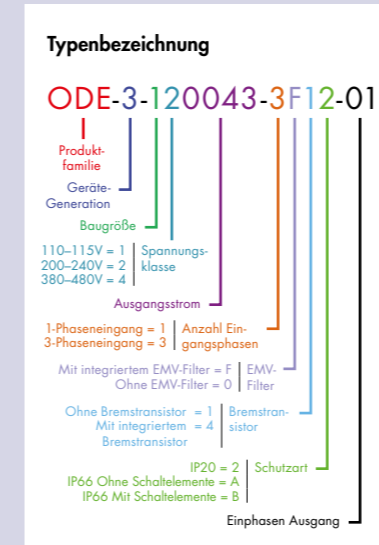 Typenbezeichnung
ODE-3-120043-3F12-01
Produkt-
familie
Geräte-
Generation
Baugröße
110–115V = 1
200–240V = 2
380–480V = 4
Spannungs-
klasse
Ausgangsstrom
1-Phaseneingang = 1
3-Phaseneingang = 3
Anzahl Ein-
gangsphasen
Mit integriertem EMV-Filter = F
Ohne EMV-Filter = 0
EMV-
Filter
Ohne Bremstransistor = 1
Mit integriertem = 4
Bremstransistor
Bremstran-
sistor
IP20 = 2
IP66 Ohne Schaltelemente = A
IP66 Mit Schaltelemente = B
Schutzart
Einphasen Ausgang